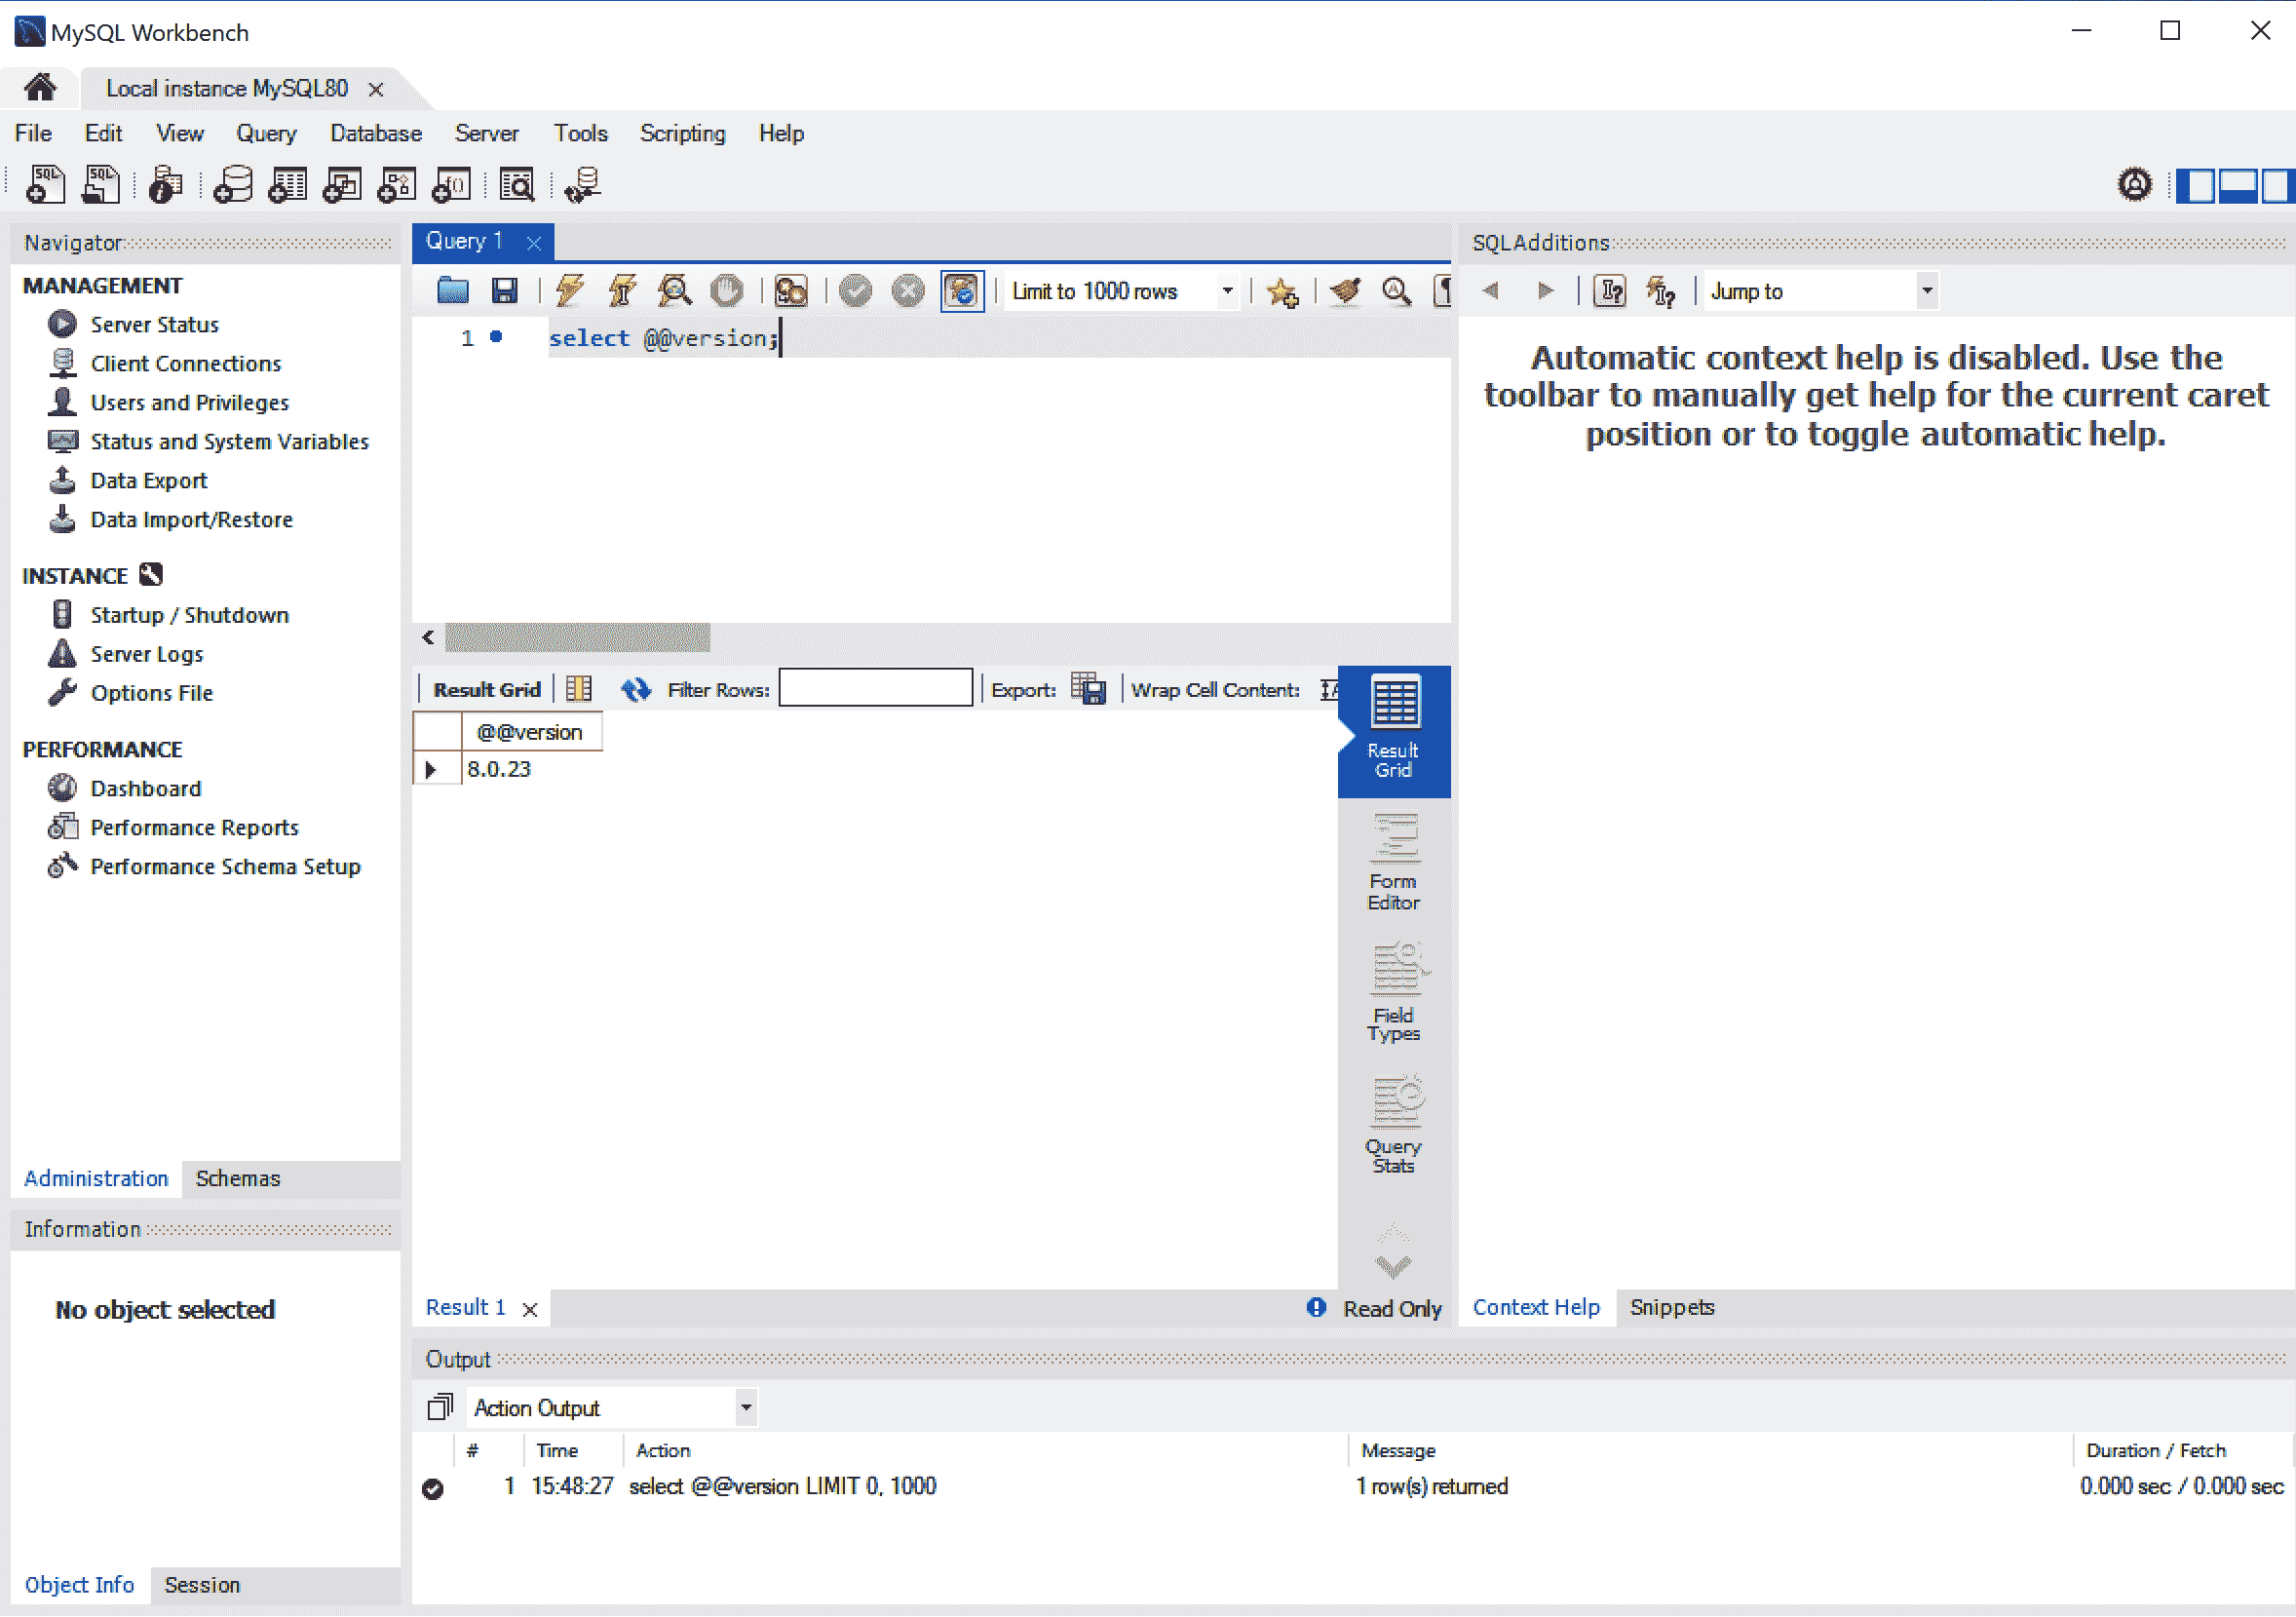 MySQL Workbench
Local instance MySQL80
File Edit View Query Database Server Tools Scripting Help
SQL SQL
Navigator
MANAGEMENT
Server Status
Client Connections
Users and Privileges
Status and System Variables
Data Export
Data Import/Restore
INSTANCE
Startup / Shutdown
Server Logs
Options File
PERFORMANCE
Dashboard
Performance Reports
Performance Schema Setup
Administration Schemas
Information
No object selected
Object Info Session
Query 1
Limit to 1000 rows
1 select @@version;
Result Grid Filter Rows: Export: Wrap Cell Content:
@@version
8.0.23
Result
Grid
Form
Editor
Field
Types
Query
Stats
Result 1 Read Only
SQLAdditions
Jump to
Automatic context help is disabled. Use the
toolbar to manually get help for the current caret
position or to toggle automatic help.
Context Help Snippets
Output
Action Output
# Time Action Message Duration / Fetch
1 15:48:27 select @@version LIMIT 0, 1000 1 row(s) returned 0.000 sec / 0.000 sec